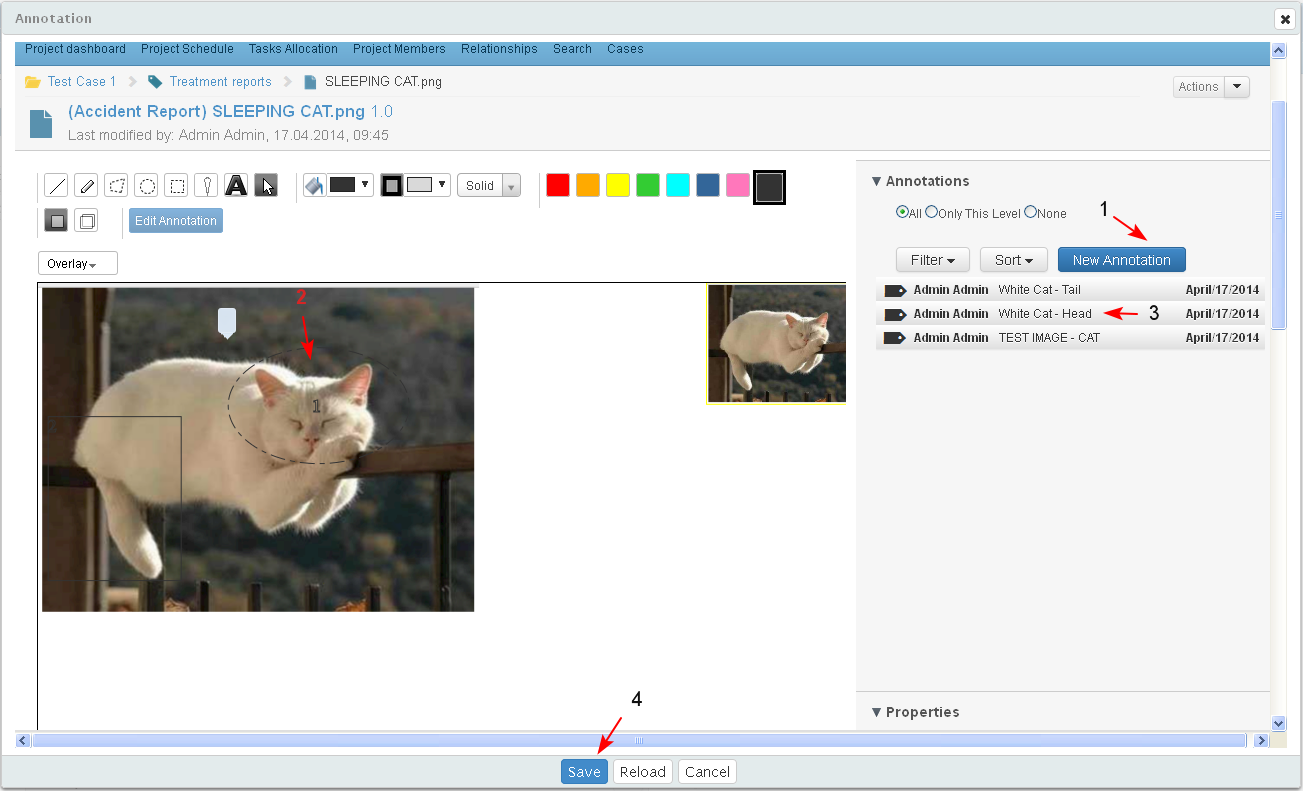 Annotation
Project dashboard Project Schedule Tasks Allocation Project Members Relationships Search Cases
Test Case 1 Treatment reports SLEEPING CAT.png
Actions
(Accident Report) SLEEPING CAT.png 1.0
Last modified by: Admin Admin, 17.04.2014, 09:45
A Solid
Edit Annotation
Overlay
Annotations
All Only This Level None
1
Filter Sort New Annotation
Admin Admin White Cat - Tail April/17/2014
Admin Admin White Cat - Head April/17/2014
3
Admin Admin TEST IMAGE - CAT April/17/2014
2
1
Properties
4
Save Reload Cancel